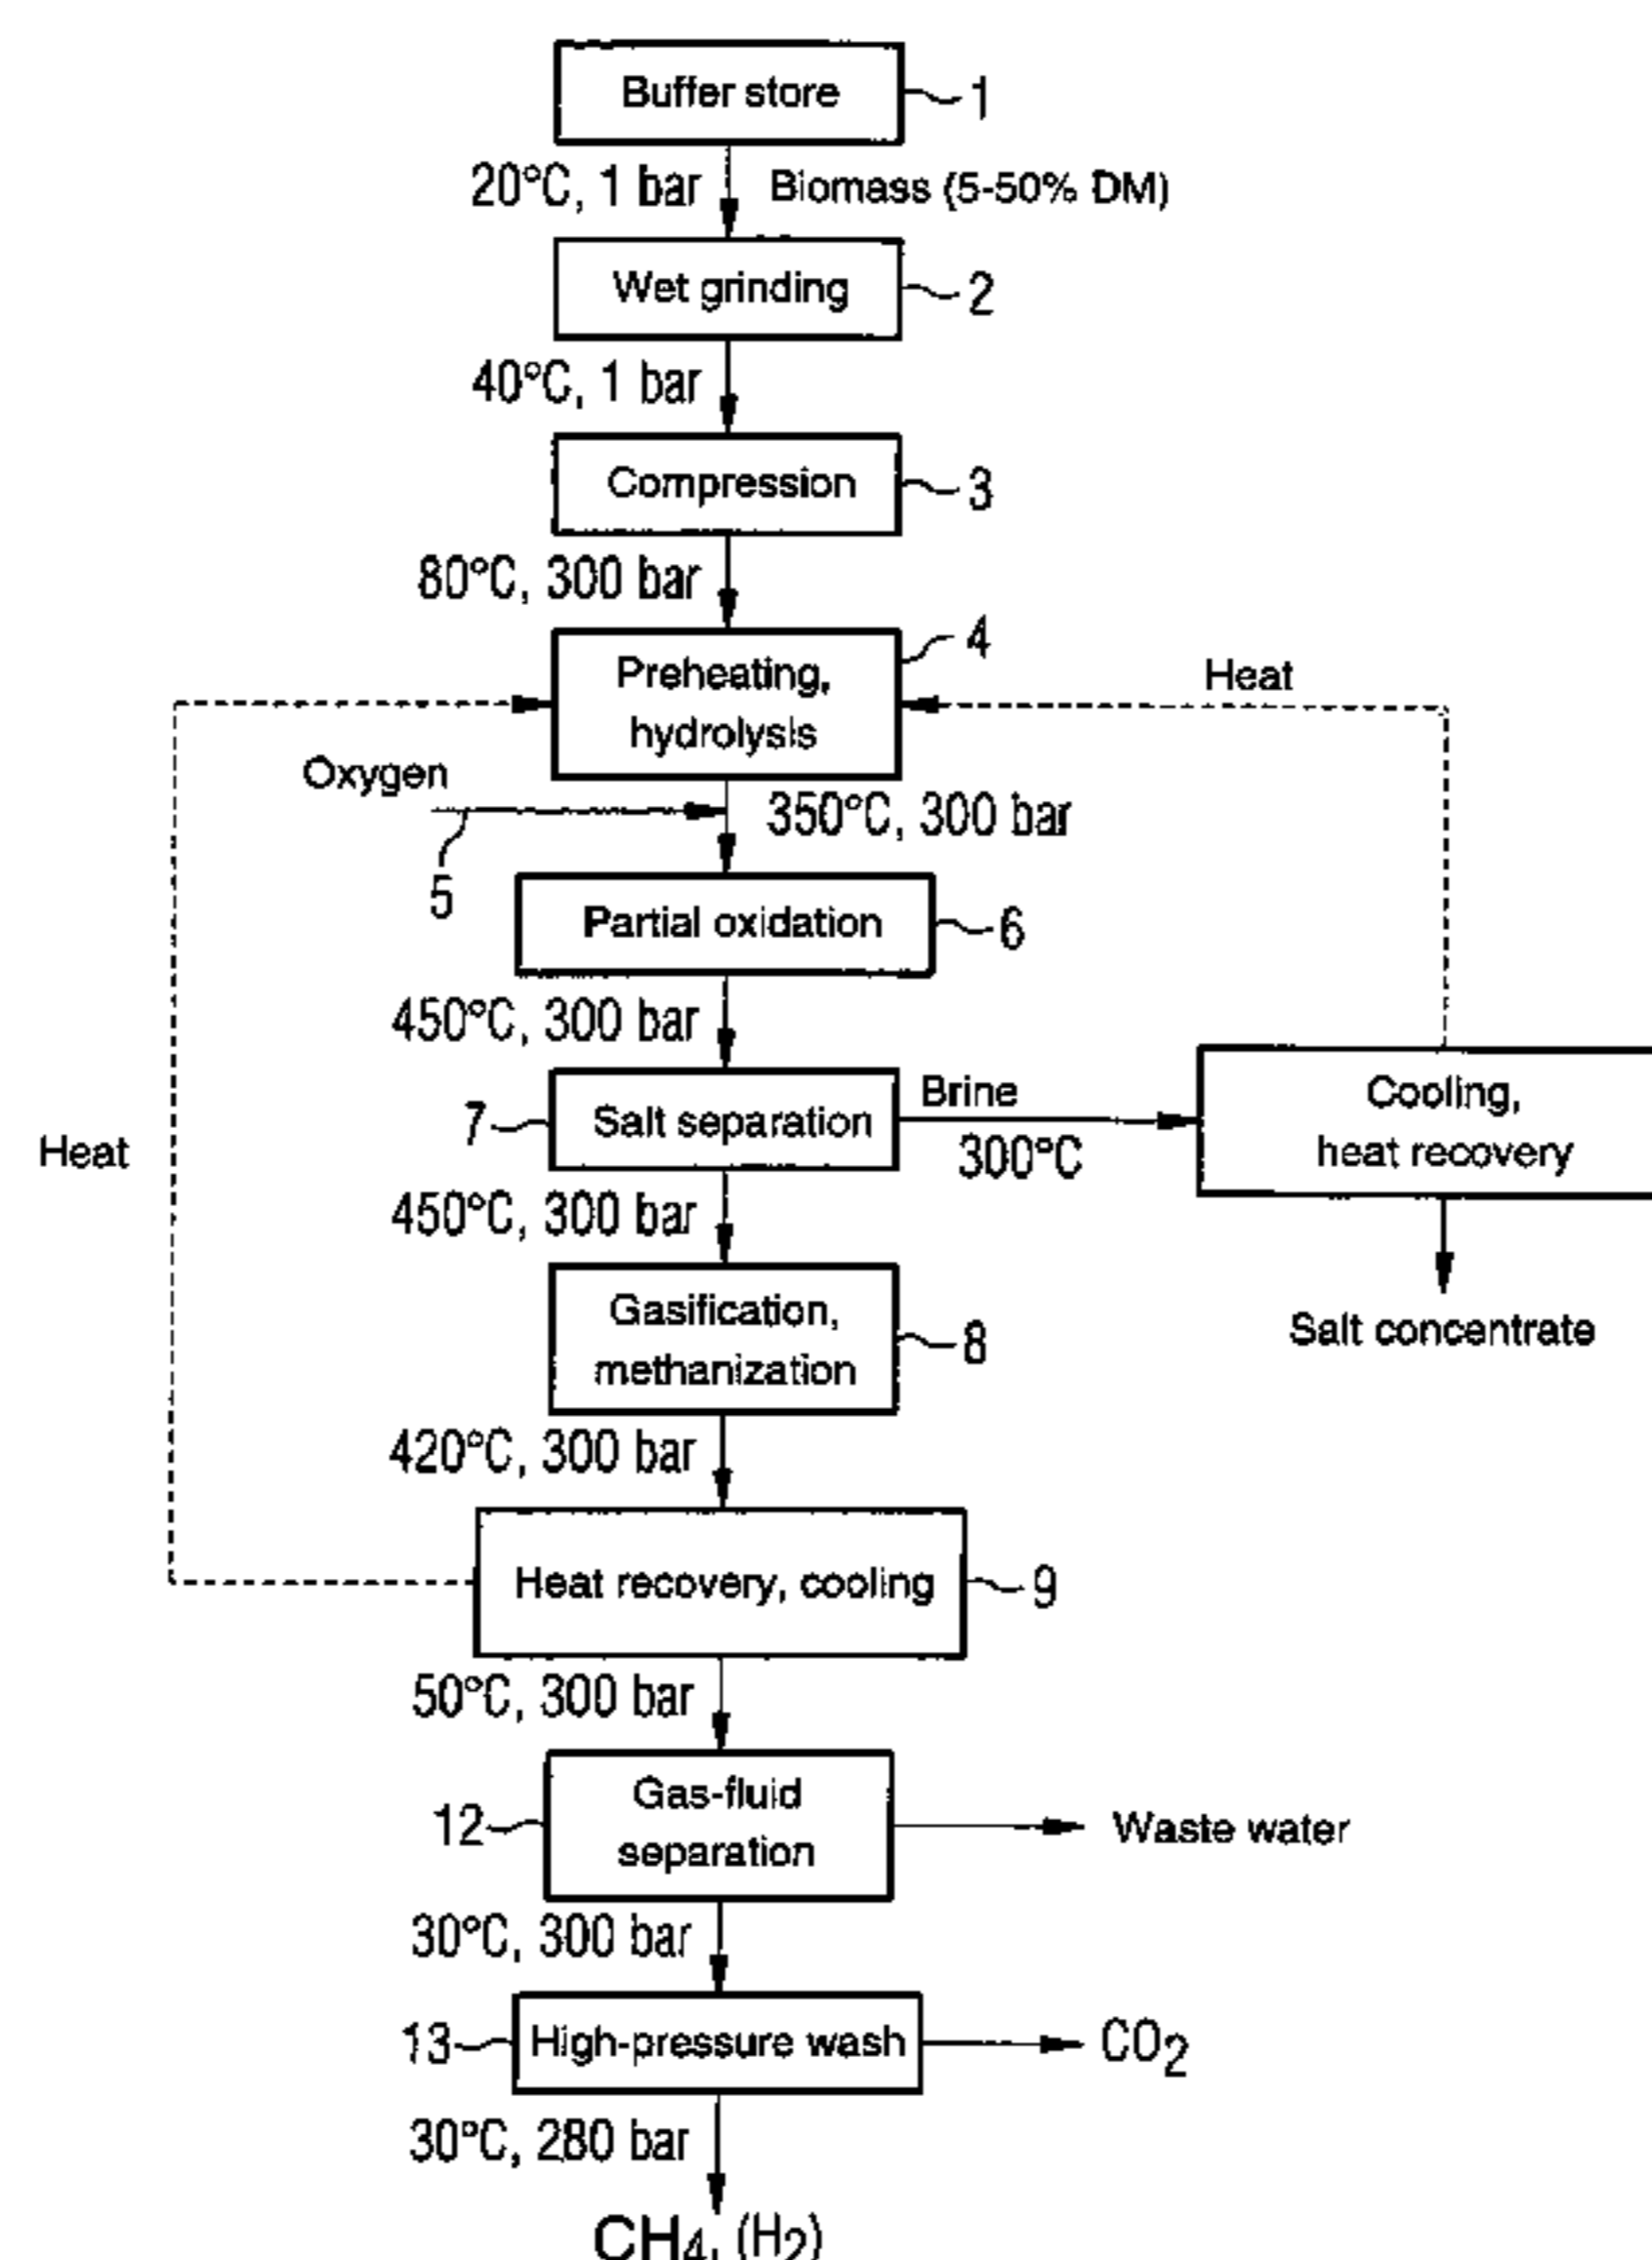 Buffer store
1
20°C, 1 bar
Biomass (5-50% DM)
Wet grinding
2
40°C, 1 bar
Compression
3
80°C, 300 bar
4
Preheating,
hydrolysis
Heat
Oxygen
350°C, 300 bar
5
Partial oxidation
6
450°C, 300 bar
7
Salt separation
Brine
300°C
Cooling,
heat recovery
Heat
450°C, 300 bar
Gasification,
methanization
8
Salt concentrate
420°C, 300 bar
Heat recovery, cooling
9
50°C, 300 bar
12
Gas-fluid
separation
Waste water
30°C, 300 bar
13
High-pressure wash
CO2
30°C, 280 bar
CH4, (H2)